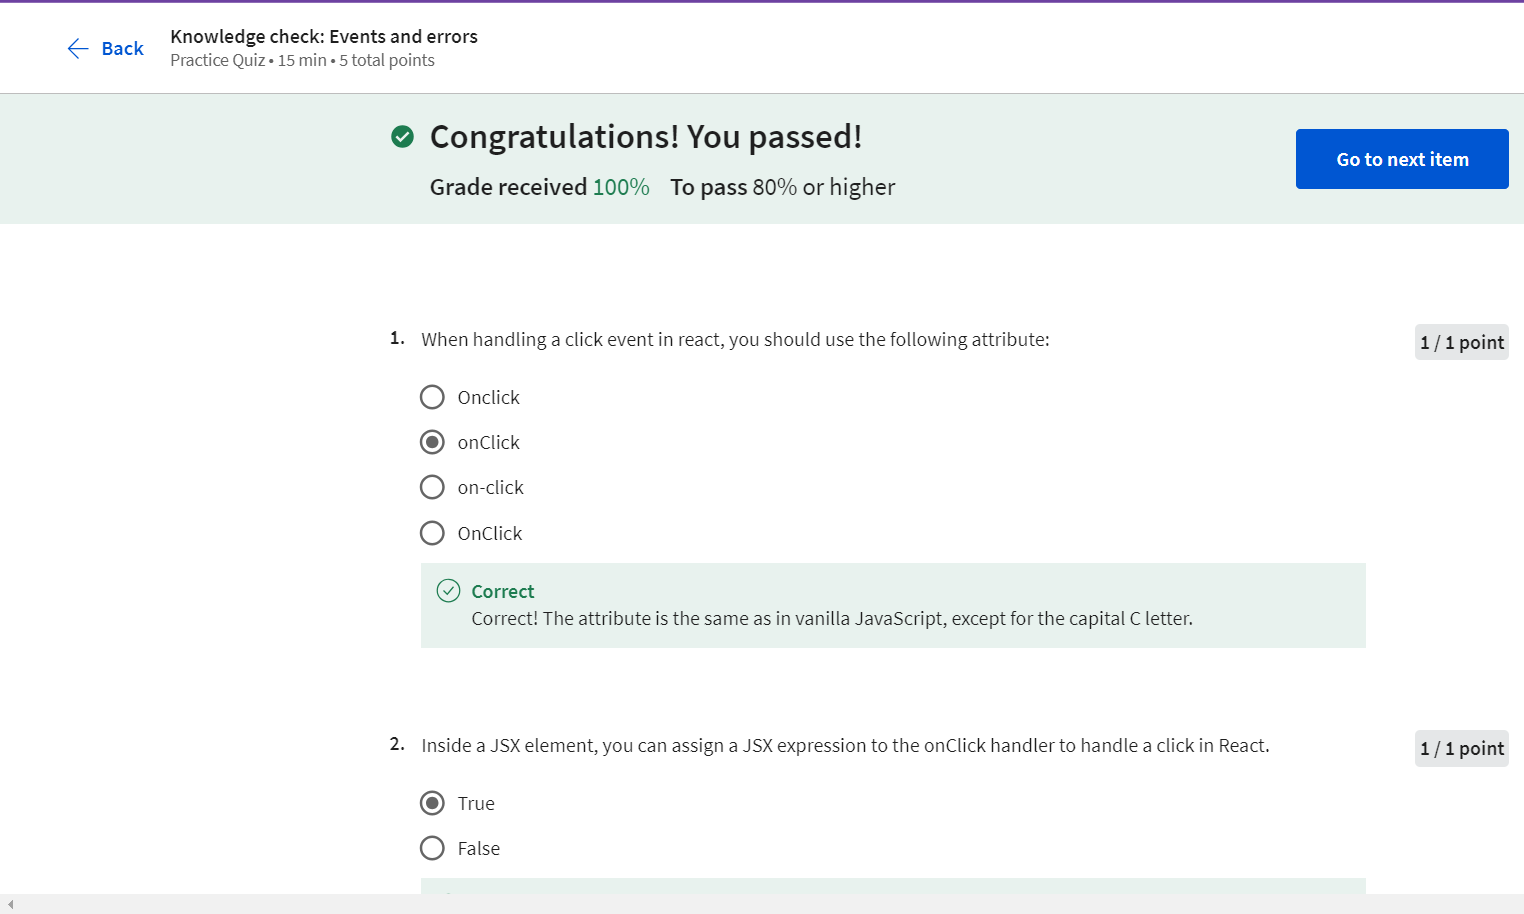 Back
Knowledge check: Events and errors
Practice Quiz • 15 min • 5 total points
Congratulations! You passed!
Grade received 100% To pass 80% or higher
Go to next item
1. When handling a click event in react, you should use the following attribute:
1 / 1 point
Onclick
onClick
on-click
OnClick
Correct
Correct! The attribute is the same as in vanilla JavaScript, except for the capital C letter.
2. Inside a JSX element, you can assign a JSX expression to the onClick handler to handle a click in React.
1 / 1 point
True
False